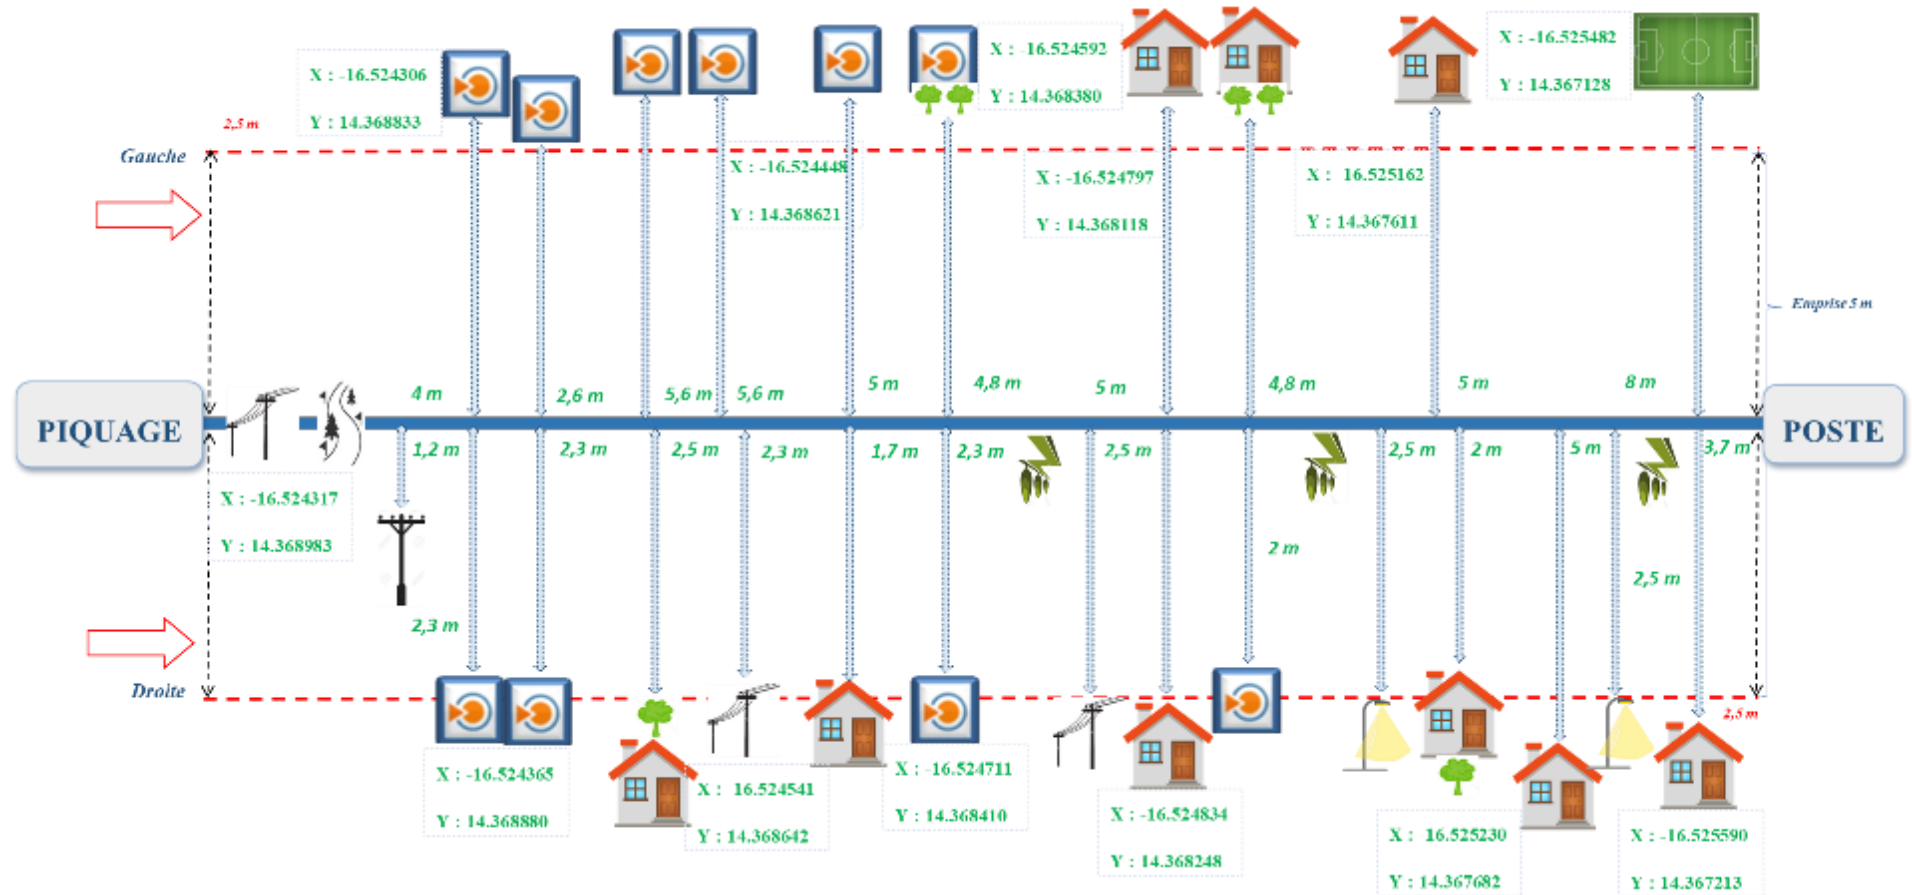 X : -16.524306
Y : 14.368833
X : -16.524592
Y : 14.368380
X : -16.525482
Y : 14.367128
2,5 m
Gauche
X : -16.524448
Y : 14.368621
X : -16.524797
Y : 14.368118
X : 16.525162
Y : 14.367611
Emprise 5 m
4 m
2,6 m
5,6 m
5,6 m
5 m
4,8 m
5 m
4,8 m
5 m
8 m
PIQUAGE
POSTE
1,2 m
2,3 m
2,5 m
2,3 m
1,7 m
2,3 m
2,5 m
2,5 m
2 m
5 m
3,7 m
X : -16.524317
Y : 14.368983
2 m
2,5 m
2,3 m
Droite
2,5 m
X : -16.524365
Y : 14.368880
X : 16.524541
Y : 14.368642
X : -16.524711
Y : 14.368410
X : -16.524834
Y : 14.368248
X : 16.525230
Y : 14.367682
X : -16.525590
Y : 14.367213